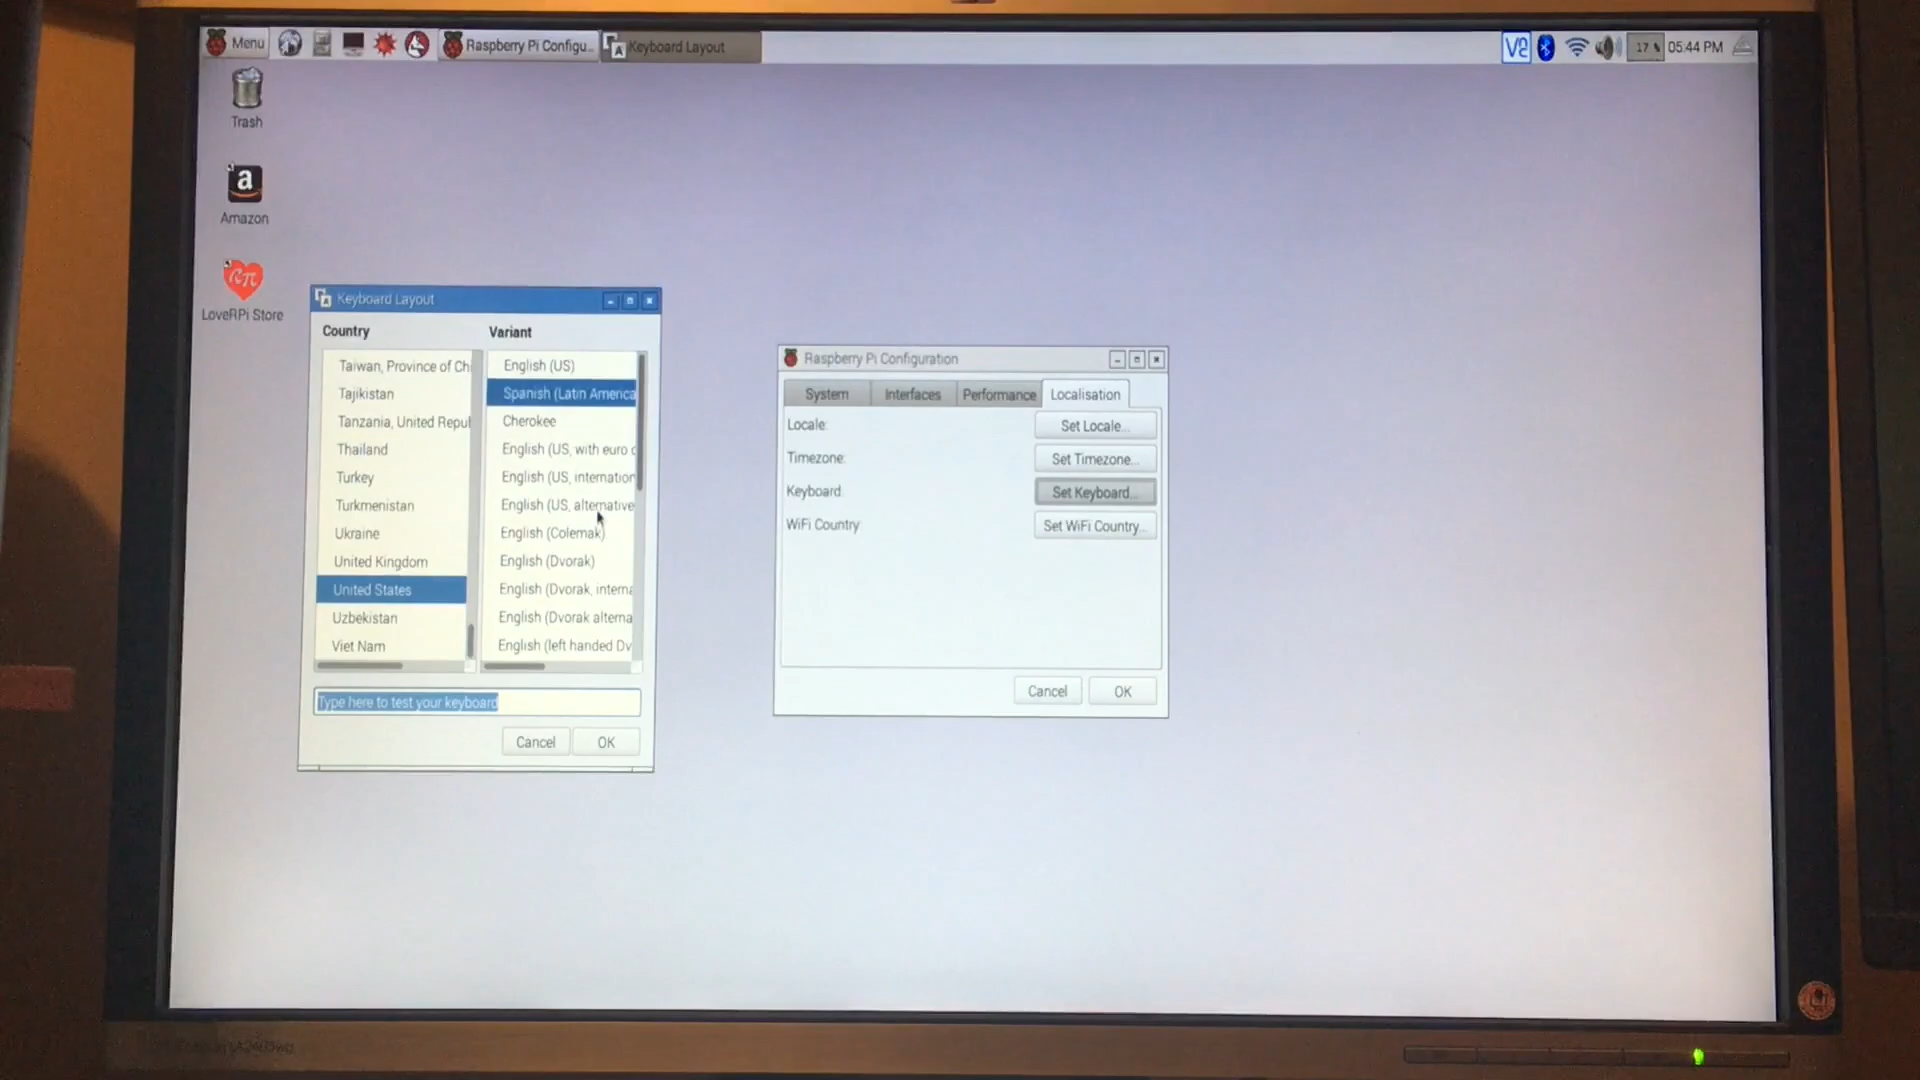 Menu
Raspberry Pi Configu...
Keyboard Layout
17 %
05:44 PM
Trash
a
Amazon
LoveRPi Store
Keyboard Layout
Country
Variant
Taiwan, Province of Ch
Tajikistan
Tanzania, United Repul
Thailand
Turkey
Turkmenistan
Ukraine
United Kingdom
United States
Uzbekistan
Viet Nam
English (US)
Spanish (Latin America
Cherokee
English (US, with euro
English (US, internation
English (US, alternative
English (Colemak)
English (Dvorak)
English (Dvorak, interna
English (Dvorak alterna
English (left handed Dv
Type here to test your keyboard
Cancel
OK
Raspberry Pi Configuration
System
Interfaces
Performance
Localisation
Locale:
Set Locale...
Timezone:
Set Timezone...
Keyboard:
Set Keyboard...
WiFi Country
Set WiFi Country...
Cancel
OK